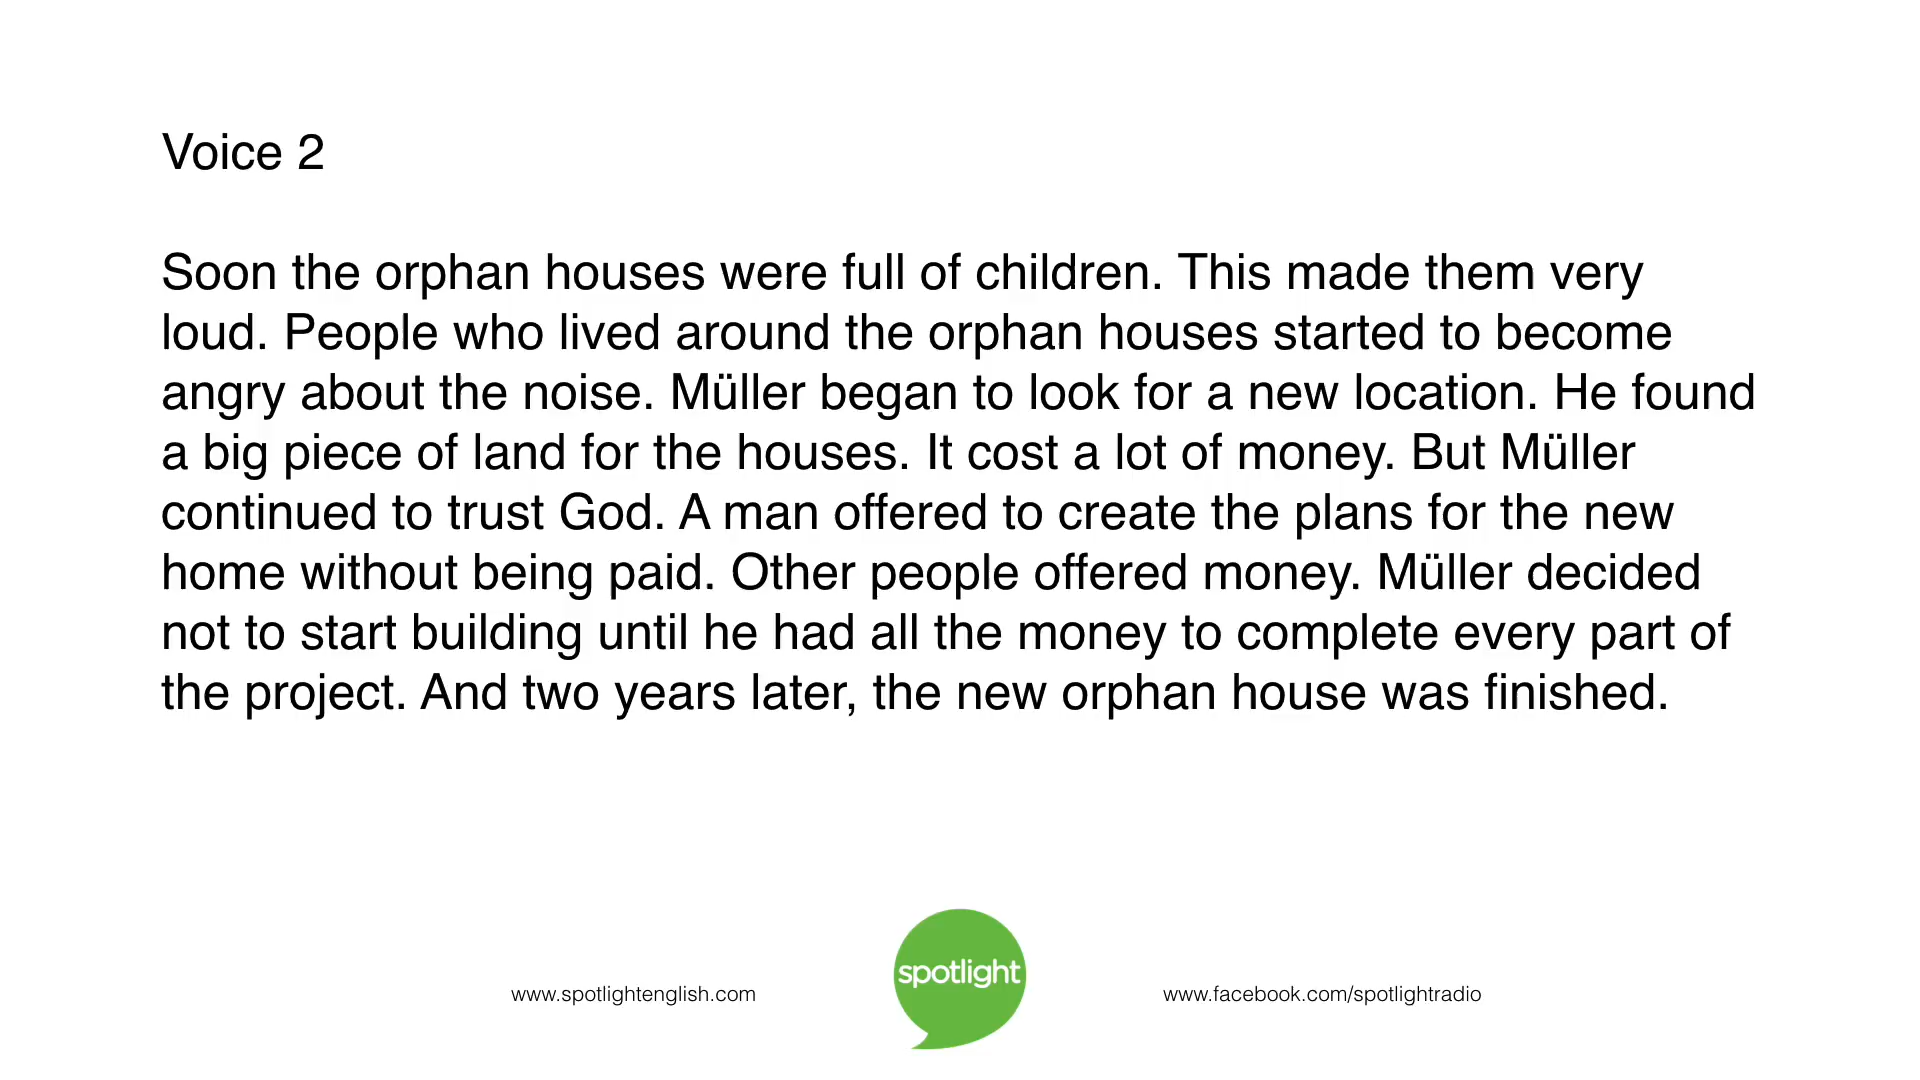 Voice 2
Soon the orphan houses were full of children. This made them very
loud. People who lived around the orphan houses started to become
angry about the noise. Müller began to look for a new location. He found
a big piece of land for the houses. It cost a lot of money. But Müller
continued to trust God. A man offered to create the plans for the new
home without being paid. Other people offered money. Müller decided
not to start building until he had all the money to complete every part of
the project. And two years later, the new orphan house was finished.
spotlight
www.spotlightenglish.com
www.facebook.com/spotlightradio